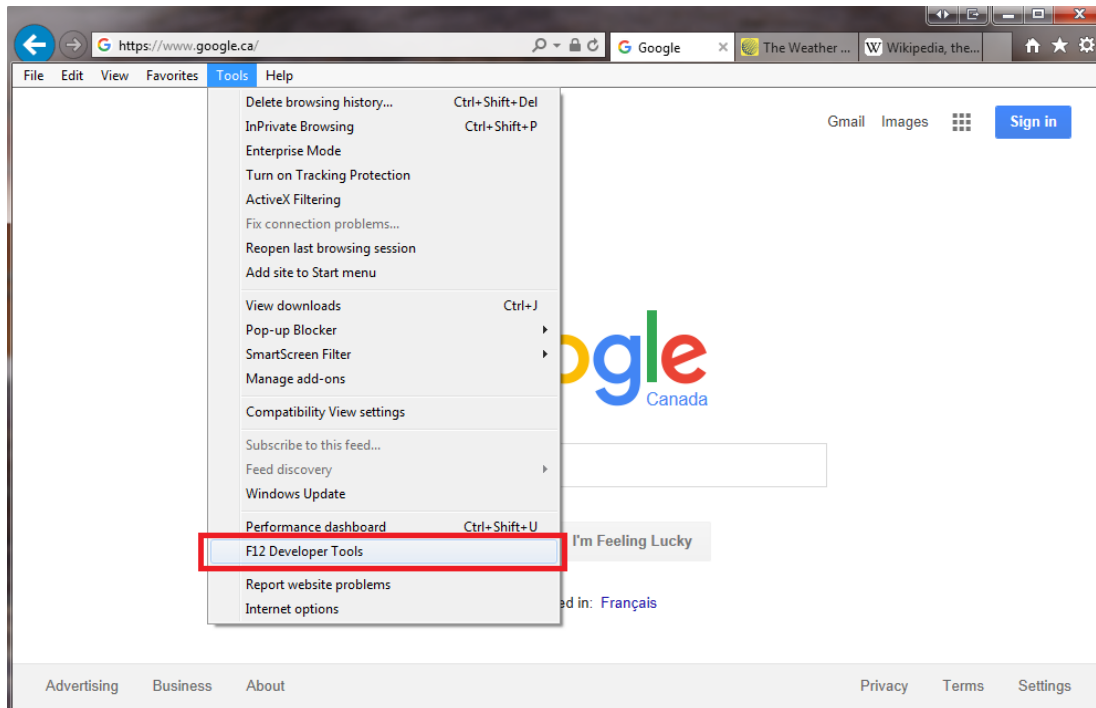 https://www.google.ca/
Google
The Weather ...
Wikipedia, the...
File Edit View Favorites Tools Help
Delete browsing history... Ctrl+Shift+Del
InPrivate Browsing Ctrl+Shift+P
Enterprise Mode
Turn on Tracking Protection
ActiveX Filtering
Fix connection problems...
Reopen last browsing session
Add site to Start menu
View downloads Ctrl+J
Pop-up Blocker
SmartScreen Filter
Manage add-ons
Compatibility View settings
Subscribe to this feed...
Feed discovery
Windows Update
Performance dashboard Ctrl+Shift+U
F12 Developer Tools
Report website problems
Internet options
Gmail Images Sign in
ogle
Canada
I'm Feeling Lucky
ed in: Français
Advertising Business About Privacy Terms Settings